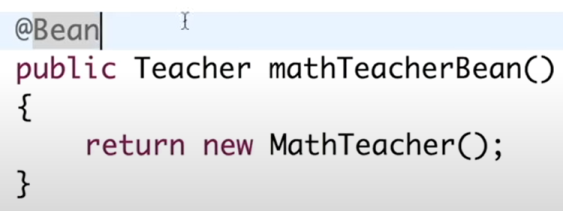 @Bean
public Teacher mathTeacherBean()
{
    return new MathTeacher();
}